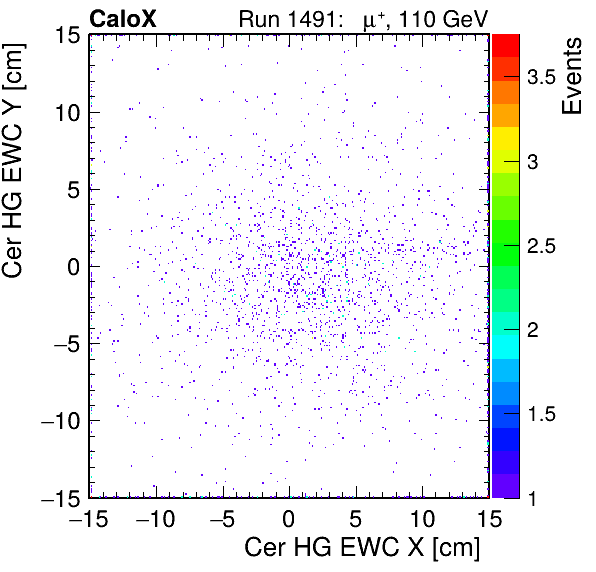 CaloX Run 1491: μ⁺, 110 GeV
Cer HG EWC Y [cm]
15
10
5
0
−5
−10
−15
−15 −10 −5 0 5 10 15
Cer HG EWC X [cm]
Events
3.5
3
2.5
2
1.5
1